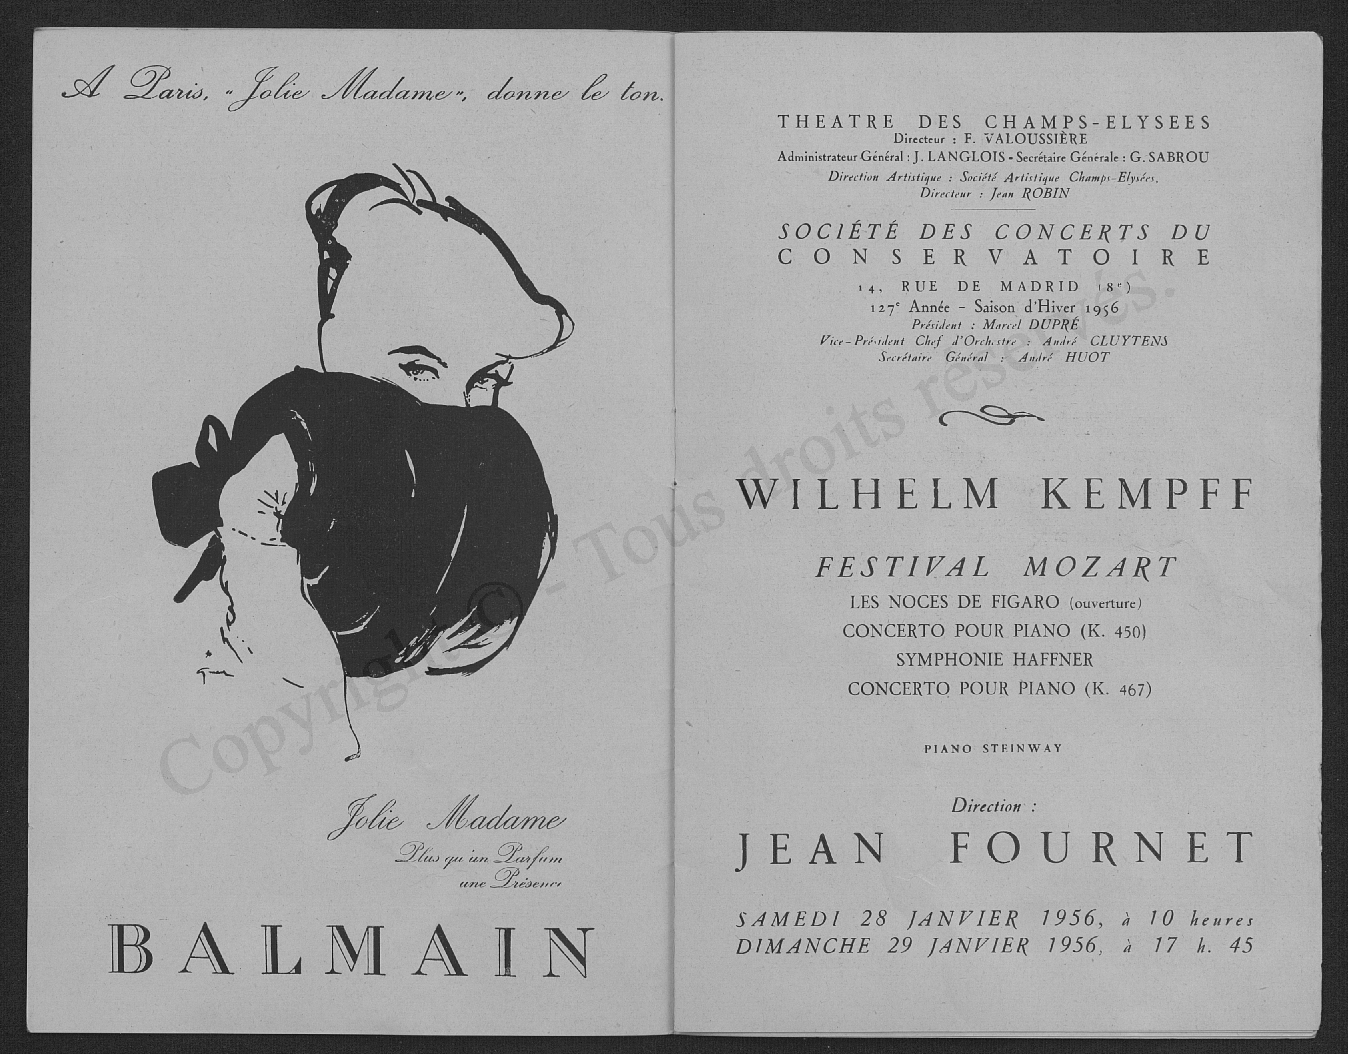 A Paris, "Jolie Madame", donne le ton.
Jolie Madame
Plus qu'un Parfum
une Présence
BALMAIN
THEATRE DES CHAMPS-ELYSEES
Directeur : F. VALOUSSIÈRE
Administrateur Général : J. LANGLOIS - Secrétaire Générale : G. SABROU
Direction Artistique : Société Artistique Champs-Elysées.
Directeur : Jean ROBIN
SOCIÉTÉ DES CONCERTS DU
CONSERVATOIRE
14, RUE DE MADRID (8e)
127e Année - Saison d'Hiver 1956
Président : Marcel DUPRÉ
Vice-Président Chef d'Orchestre : André CLUYTENS
Secrétaire Général : André HUOT
WILHELM KEMPFF
FESTIVAL MOZART
LES NOCES DE FIGARO (ouverture)
CONCERTO POUR PIANO (K. 450)
SYMPHONIE HAFFNER
CONCERTO POUR PIANO (K. 467)
PIANO STEINWAY
Direction :
JEAN FOURNET
SAMEDI 28 JANVIER 1956, à 10 heures
DIMANCHE 29 JANVIER 1956, à 17 h. 45
Copyright © - Tous droits réservés.